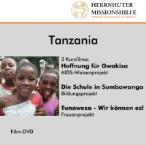 HERRNHUTER
MISSIONSHILFE
Tanzania
3 Kurzfilme:
Hoffnung für Gwakisa
AIDS-Waisenprojekt
Die Schule in Sumbawanga
Bildungsprojekt
Tunaweza - Wir können es!
Frauenprojekt
Film-DVD